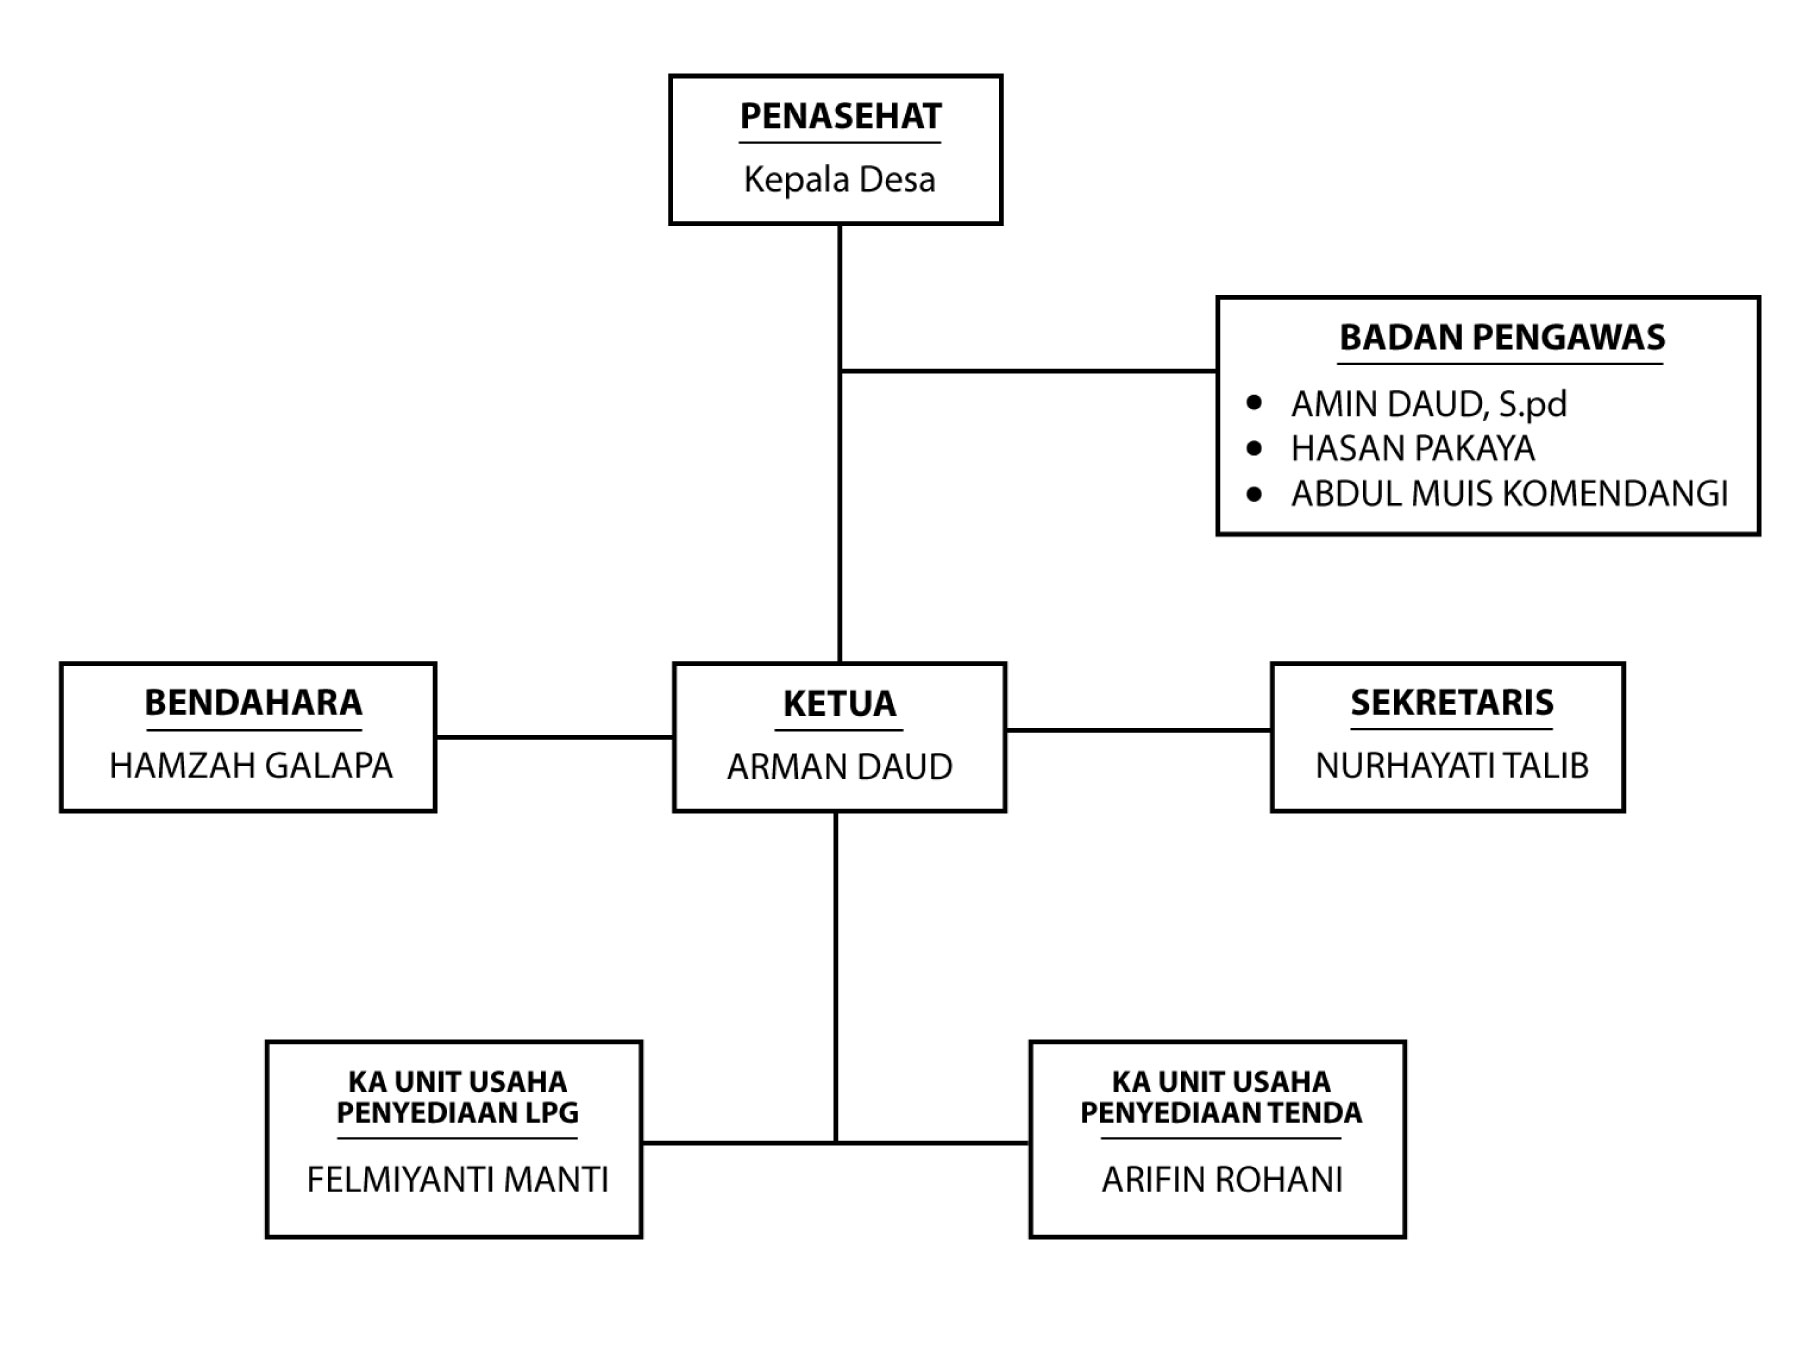 PENASEHAT
Kepala Desa
BADAN PENGAWAS
• AMIN DAUD, S.pd
• HASAN PAKAYA
• ABDUL MUIS KOMENDANGI
BENDAHARA
HAMZAH GALAPA
KETUA
ARMAN DAUD
SEKRETARIS
NURHAYATI TALIB
KA UNIT USAHA
PENYEDIAAN LPG
FELMIYANTI MANTI
KA UNIT USAHA
PENYEDIAAN TENDA
ARIFIN ROHANI